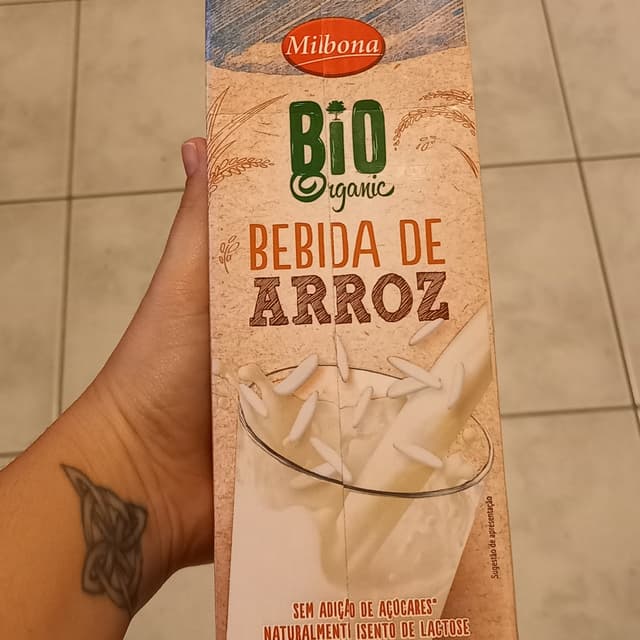 Milbona
BiO
Organic
BEBIDA DE
ARROZ
Sugestão de apresentação
SEM ADIÇÃO DE AÇÚCARES*
NATURALMENTE ISENTO DE LACTOSE